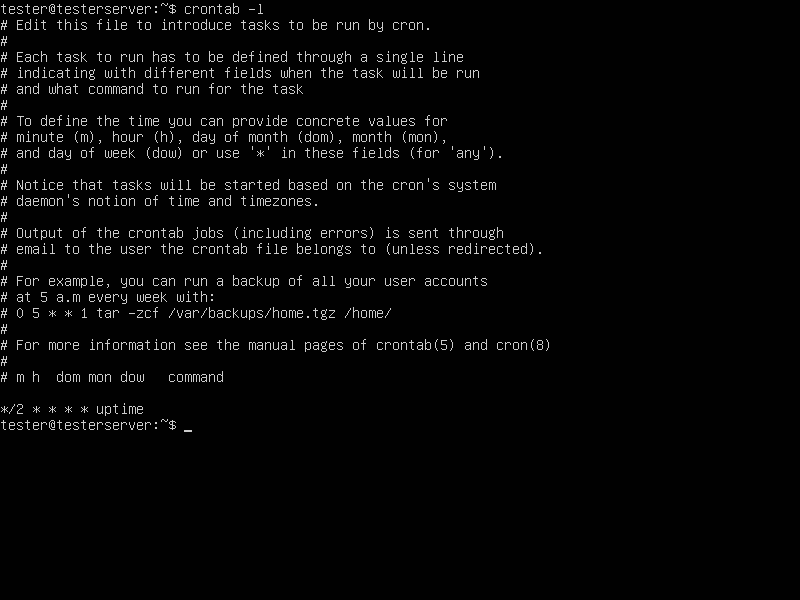 tester@testerserver:~$ crontab -l
# Edit this file to introduce tasks to be run by cron.
#
# Each task to run has to be defined through a single line
# indicating with different fields when the task will be run
# and what command to run for the task
#
# To define the time you can provide concrete values for
# minute (m), hour (h), day of month (dom), month (mon),
# and day of week (dow) or use '*' in these fields (for 'any').
#
# Notice that tasks will be started based on the cron's system
# daemon's notion of time and timezones.
#
# Output of the crontab jobs (including errors) is sent through
# email to the user the crontab file belongs to (unless redirected).
#
# For example, you can run a backup of all your user accounts
# at 5 a.m every week with:
# 0 5 * * 1 tar -zcf /var/backups/home.tgz /home/
#
# For more information see the manual pages of crontab(5) and cron(8)
#
# m h  dom mon dow   command

*/2 * * * * uptime
tester@testerserver:~$ _